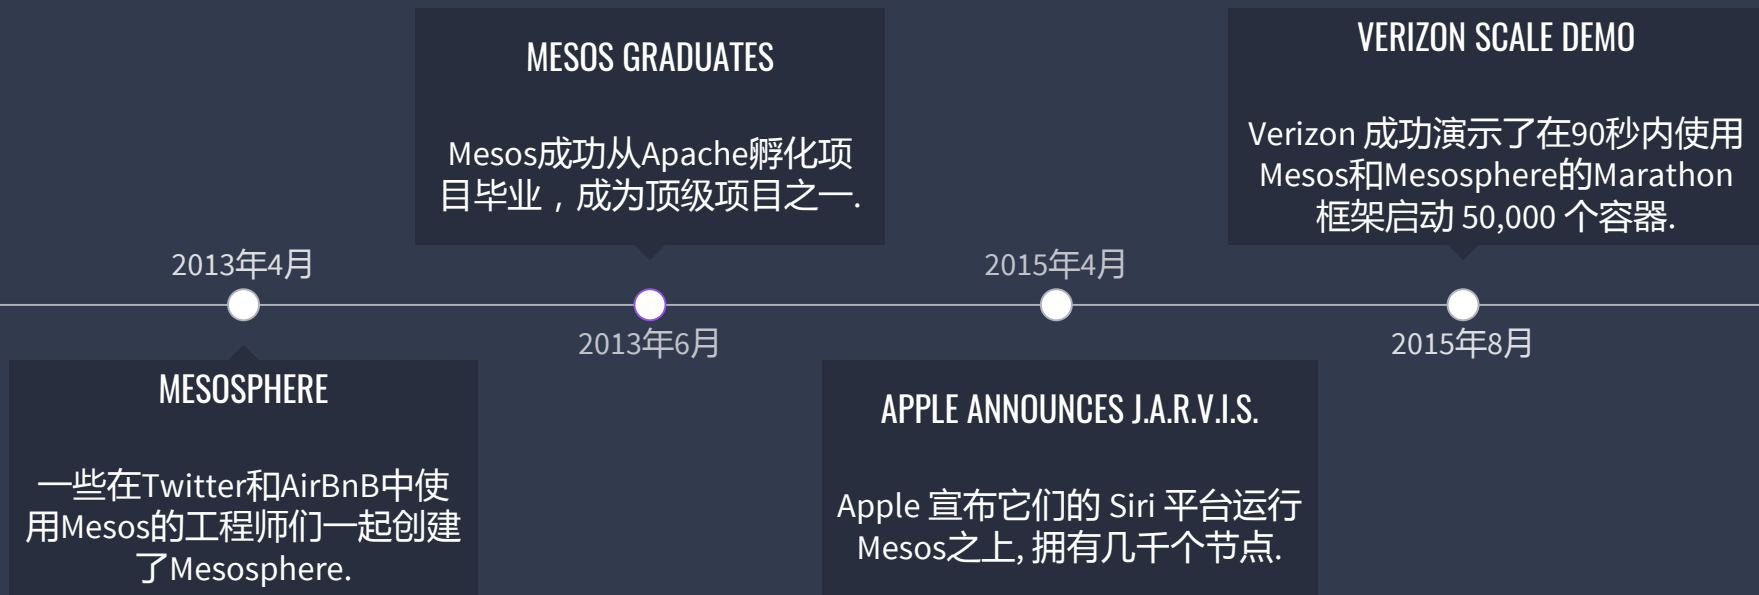 2013年4月
MESOSPHERE
一些在Twitter和AirBnB中使
用Mesos的工程师们一起创建
了Mesosphere.
MESOS GRADUATES
Mesos成功从Apache孵化项
目毕业，成为顶级项目之一.
2013年6月
2015年4月
APPLE ANNOUNCES J.A.R.V.I.S.
Apple 宣布它们的 Siri 平台运行
Mesos之上, 拥有几千个节点.
VERIZON SCALE DEMO
Verizon 成功演示了在90秒内使用
Mesos和Mesosphere的Marathon
框架启动 50,000 个容器.
2015年8月